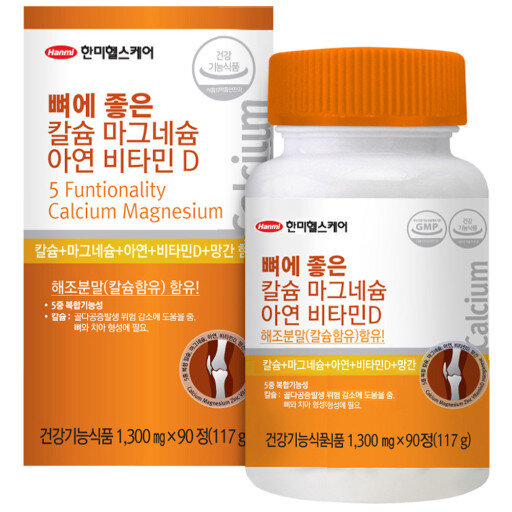 Hanmi 한미헬스케어
건강
기능식품
뼈에 좋은
칼슘 마그네슘
아연 비타민 D
5 Funtionality
Calcium Magnesium
Calcium
칼슘+마그네슘+아연+비타민D+망간 함
해조분말(칼슘함유) 함유!
• 5중 복합기능성
• 칼슘 : 골다공증발생 위험 감소에 도움을 줌.
뼈와 치아 형성에 필요.
건강기능식품 1,300 mg×90정(117 g)
Hanmi 한미헬스케어
GMP
건강
기능식품
뼈에 좋은
칼슘 마그네슘
아연 비타민D
해조분말(칼슘함유)함유!
Calcium
칼슘+마그네슘+아연+비타민D+망간
5중 복합기능성
칼슘 : 골다공증발생 위험 감소에 도움을 줌.
뼈와 치아 형성에 필요.
건강기능식품 1,300 mg×90정(117 g)